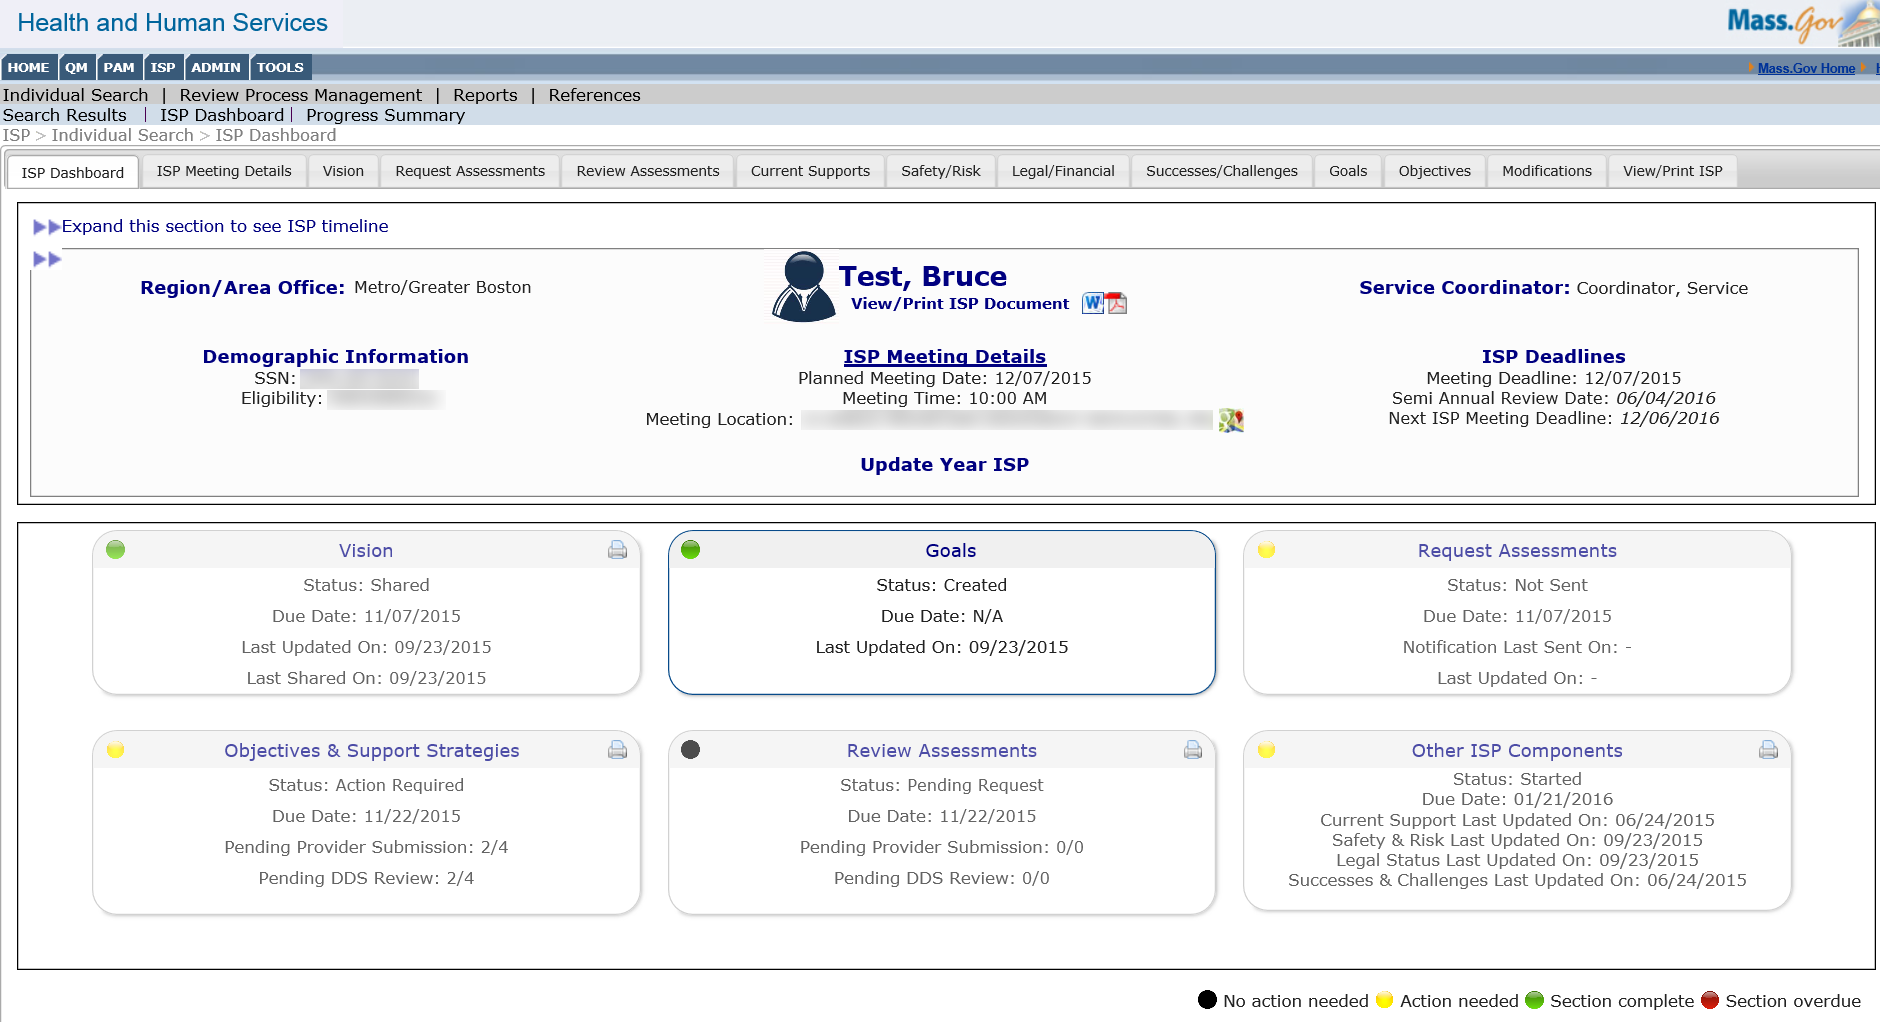 Health and Human Services
Mass.Gov
HOME QM PAM ISP ADMIN TOOLS
Mass.Gov Home
Individual Search | Review Process Management | Reports | References
Search Results | ISP Dashboard | Progress Summary
ISP > Individual Search > ISP Dashboard
ISP Dashboard ISP Meeting Details Vision Request Assessments Review Assessments Current Supports Safety/Risk Legal/Financial Successes/Challenges Goals Objectives Modifications View/Print ISP
Expand this section to see ISP timeline
Region/Area Office: Metro/Greater Boston
Test, Bruce
View/Print ISP Document
Service Coordinator: Coordinator, Service
Demographic Information
SSN:
Eligibility:
ISP Meeting Details
Planned Meeting Date: 12/07/2015
Meeting Time: 10:00 AM
Meeting Location:
Update Year ISP
ISP Deadlines
Meeting Deadline: 12/07/2015
Semi Annual Review Date: 06/04/2016
Next ISP Meeting Deadline: 12/06/2016
Vision
Status: Shared
Due Date: 11/07/2015
Last Updated On: 09/23/2015
Last Shared On: 09/23/2015
Goals
Status: Created
Due Date: N/A
Last Updated On: 09/23/2015
Request Assessments
Status: Not Sent
Due Date: 11/07/2015
Notification Last Sent On: -
Last Updated On: -
Objectives & Support Strategies
Status: Action Required
Due Date: 11/22/2015
Pending Provider Submission: 2/4
Pending DDS Review: 2/4
Review Assessments
Status: Pending Request
Due Date: 11/22/2015
Pending Provider Submission: 0/0
Pending DDS Review: 0/0
Other ISP Components
Status: Started
Due Date: 01/21/2016
Current Support Last Updated On: 06/24/2015
Safety & Risk Last Updated On: 09/23/2015
Legal Status Last Updated On: 09/23/2015
Successes & Challenges Last Updated On: 06/24/2015
No action needed Action needed Section complete Section overdue